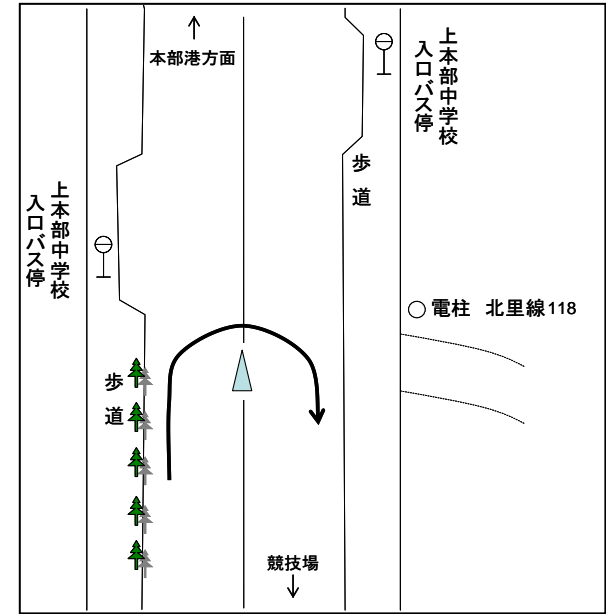 本部港方面
上本部中学校
入口バス停
歩道
上本部中学校
入口バス停
電柱 北里線118
歩道
競技場